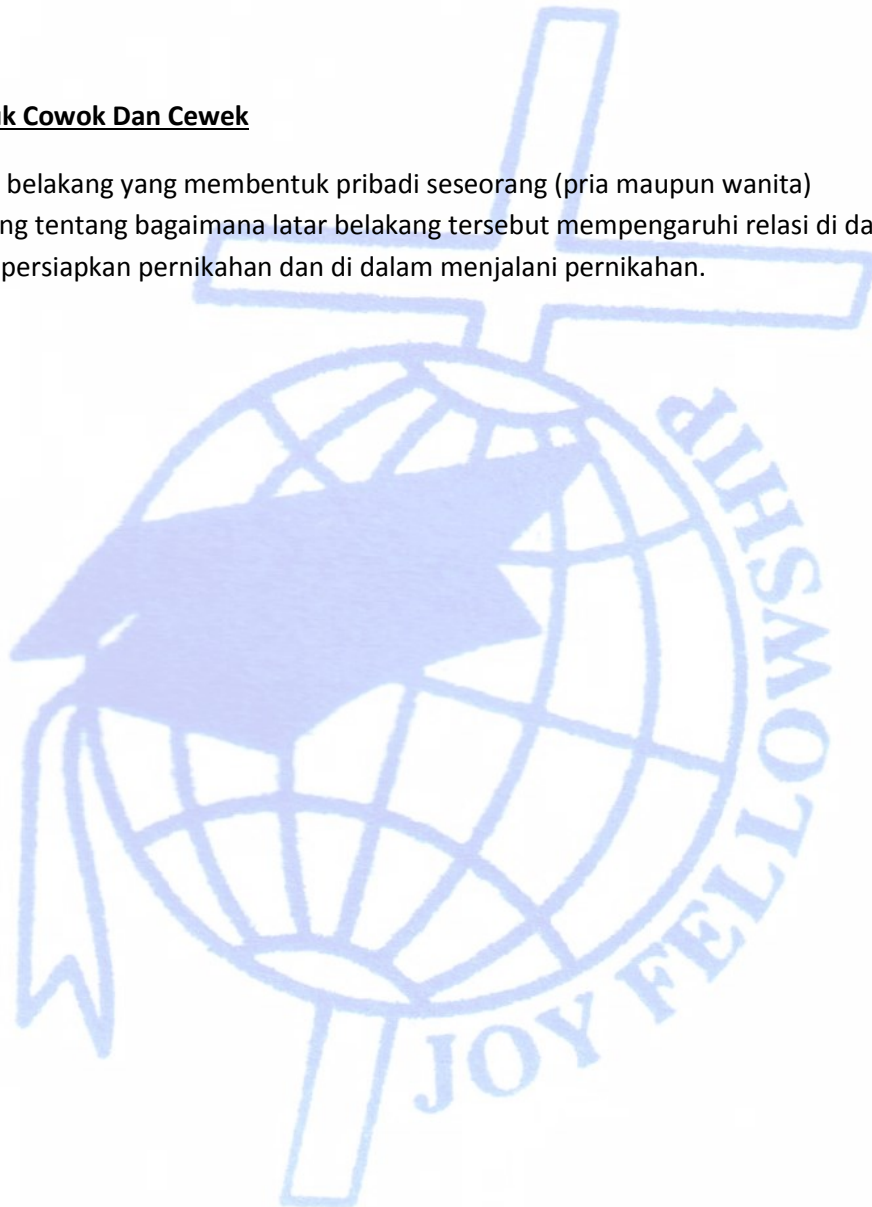 uk Cowok Dan Cewek
belakang yang membentuk pribadi seseorang (pria maupun wanita)
ng tentang bagaimana latar belakang tersebut mempengaruhi relasi di da
persiapkan pernikahan dan di dalam menjalani pernikahan.
JOY FELLOWSHIP